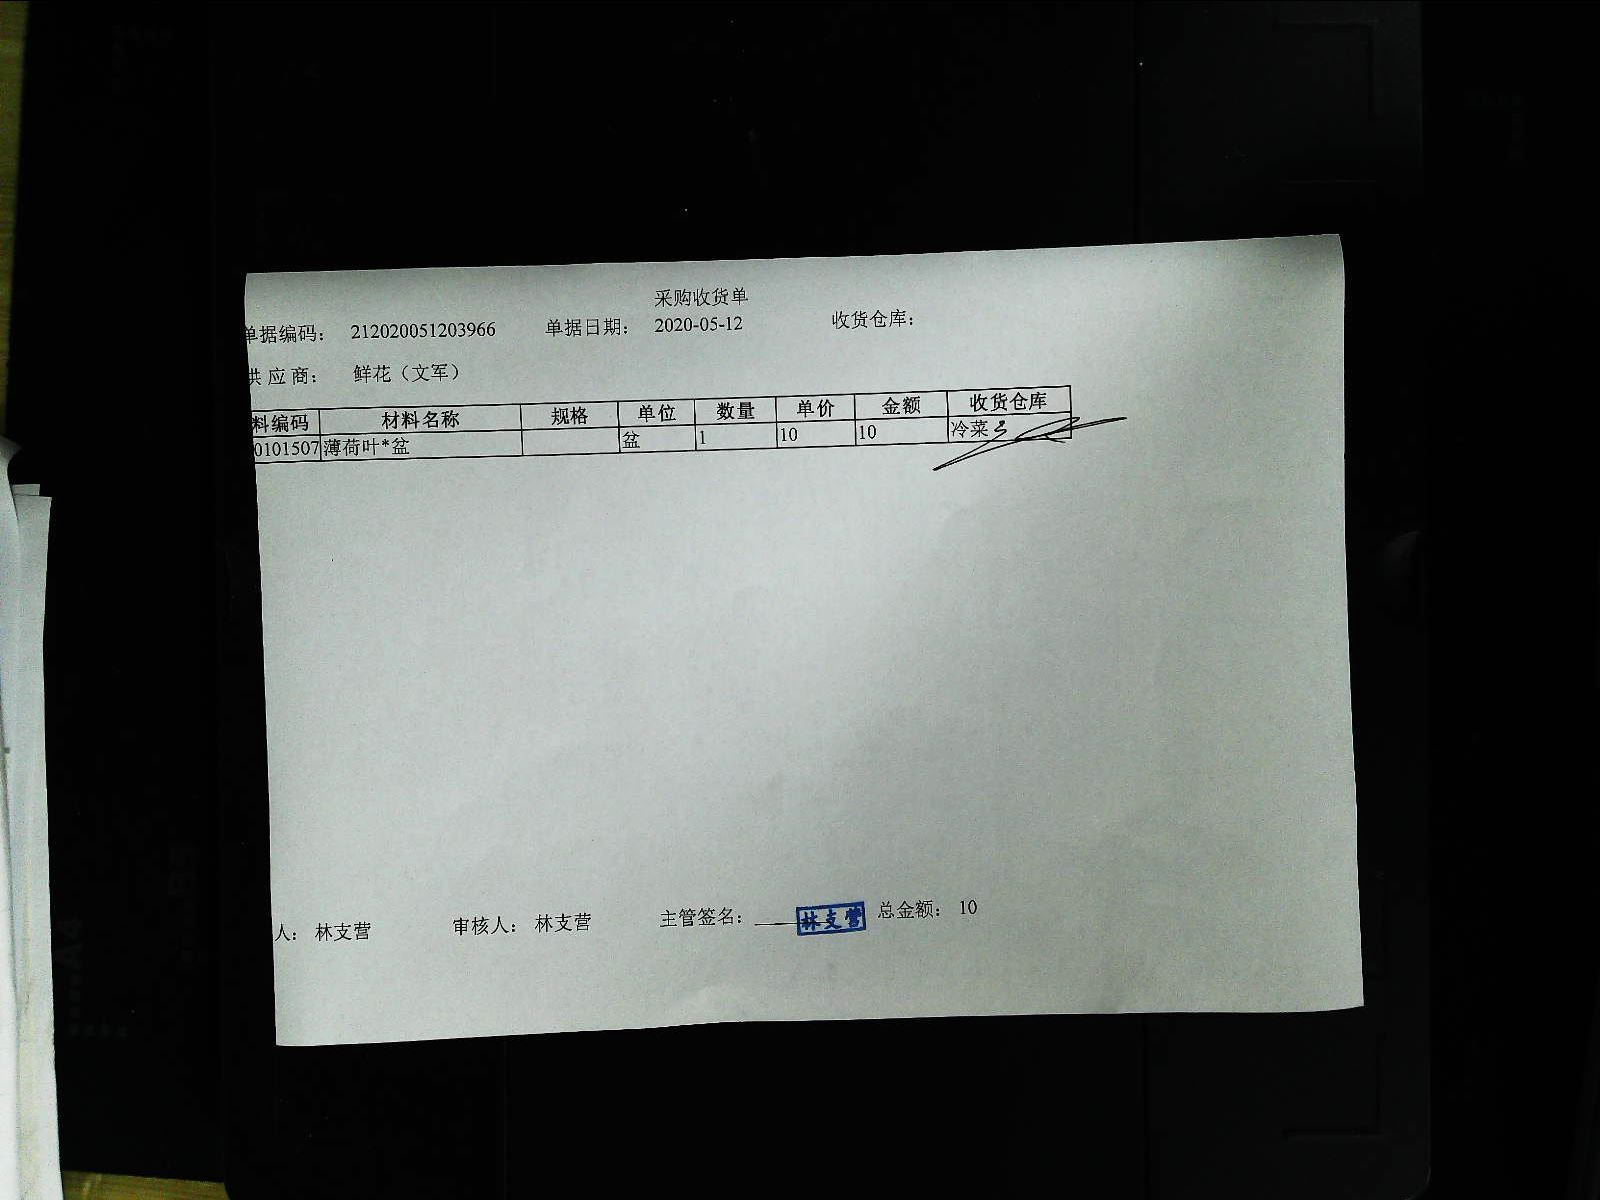 采购收货单
单据编码： 212020051203966 单据日期： 2020-05-12 收货仓库：
供应商： 鲜花（文军）
料编码 材料名称 规格 单位 数量 单价 金额 收货仓库
0101507 薄荷叶*盆 盆 1 10 10 冷菜
人： 林支营 审核人： 林支营 主管签名： 林支营 总金额： 10